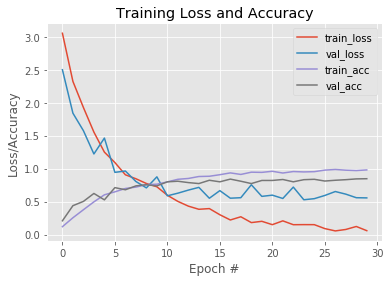 Training Loss and Accuracy
3.0
2.5
2.0
1.5
1.0
0.5
0.0
Loss/Accuracy
train_loss
val_loss
train_acc
val_acc
0
5
10
15
20
25
30
Epoch #